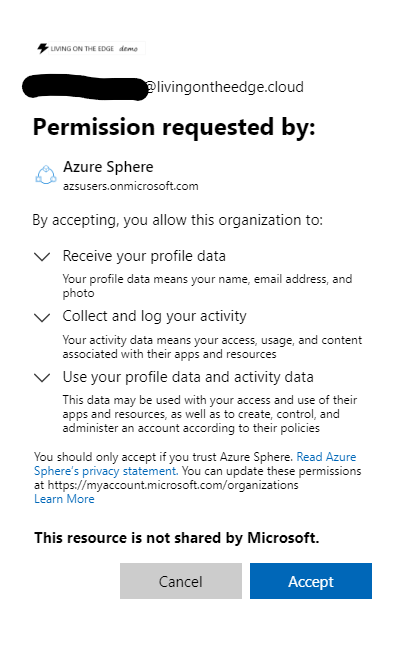 LIVING ON THE EDGE demo
@livingontheedge.cloud
Permission requested by:
Azure Sphere
azsusers.onmicrosoft.com
By accepting, you allow this organization to:
Receive your profile data
Your profile data means your name, email address, and
photo
Collect and log your activity
Your activity data means your access, usage, and content
associated with their apps and resources
Use your profile data and activity data
This data may be used with your access and use of their
apps and resources, as well as to create, control, and
administer an account according to their policies
You should only accept if you trust Azure Sphere. Read Azure
Sphere's privacy statement. You can update these permissions
at https://myaccount.microsoft.com/organizations
Learn More
This resource is not shared by Microsoft.
Cancel Accept